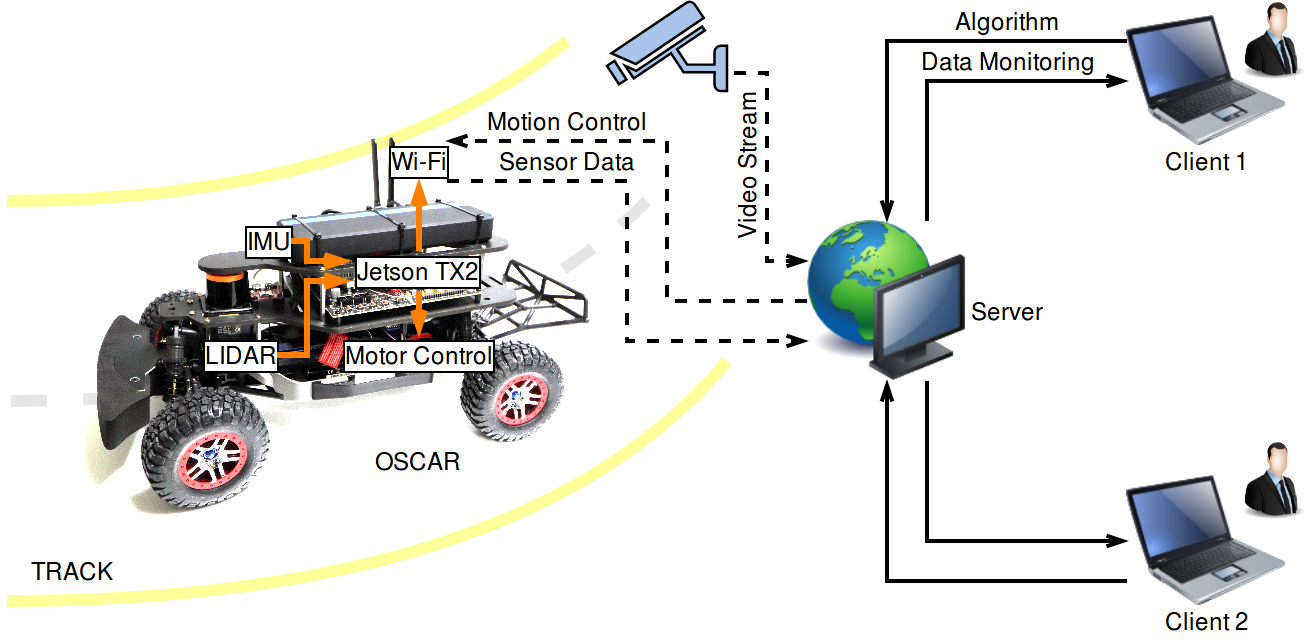 Algorithm
Data Monitoring
Client 1
Motion Control
Sensor Data
Video Stream
Wi-Fi
IMU
Jetson TX2
LIDAR
Motor Control
Server
OSCAR
TRACK
Client 2